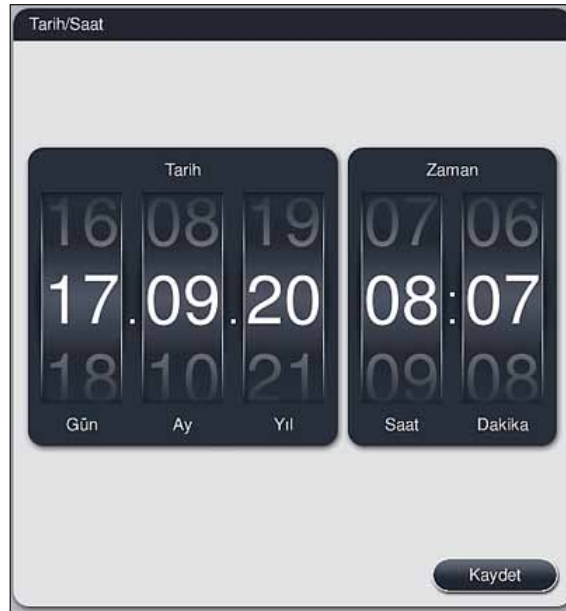 Tarih/Saat
Tarih
Zaman
16 08 19 07 06
17.09.20 08:07
18 10 21 09 08
Gün Ay Yıl Saat Dakika
Kaydet